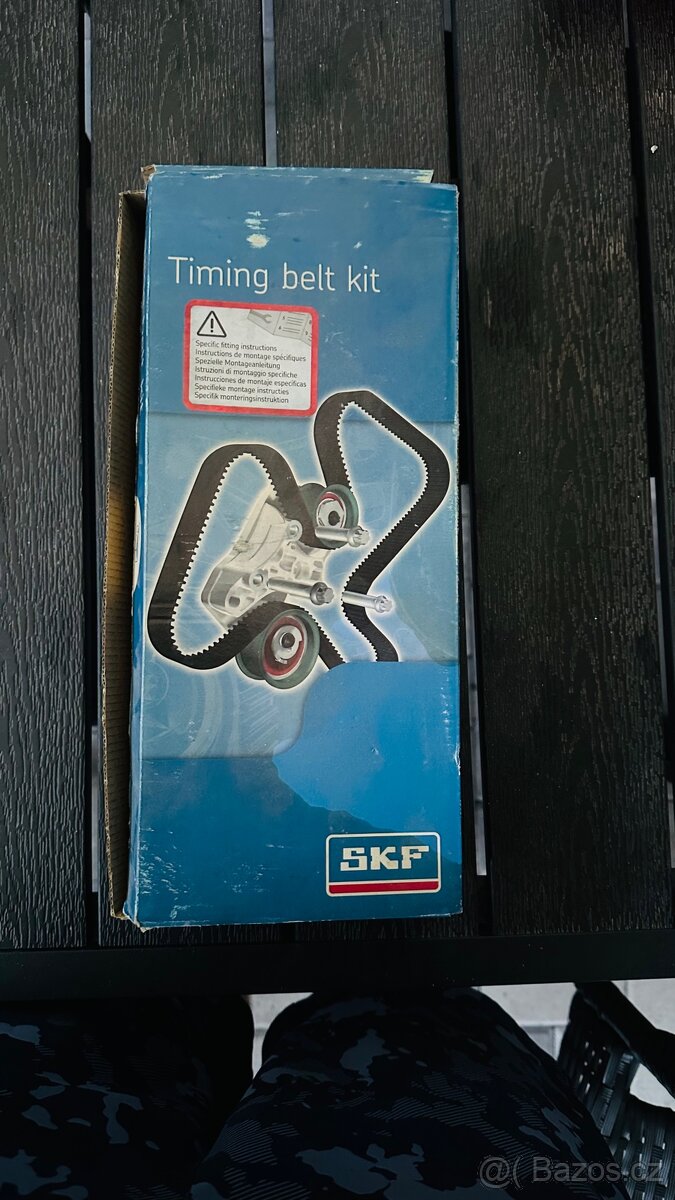 Timing belt kit
Specific fitting instructions
Instructions de montage spécifiques
Spezielle Montageanleitung
Istruzioni di montaggio specifiche
Instrucciones de montaje específicas
Specifieke montage instructies
Specifik monteringsinstruktion
SKF
@( Bazos.cz